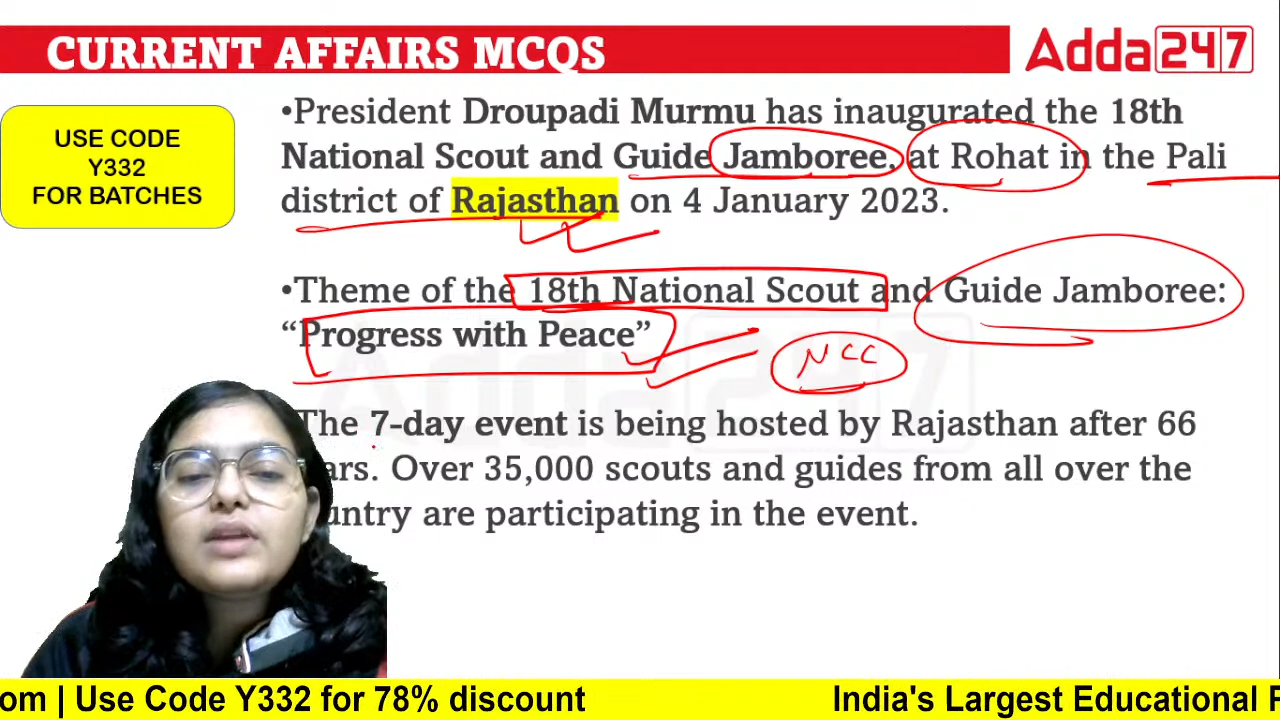 CURRENT AFFAIRS MCQS
Adda247
USE CODE
Y332
FOR BATCHES
•President Droupadi Murmu has inaugurated the 18th
National Scout and Guide Jamboree, at Rohat in the Pali
district of Rajasthan on 4 January 2023.
•Theme of the 18th National Scout and Guide Jamboree:
“Progress with Peace”
NCC
The 7-day event is being hosted by Rajasthan after 66
ars. Over 35,000 scouts and guides from all over the
untry are participating in the event.
om | Use Code Y332 for 78% discount
India's Largest Educational